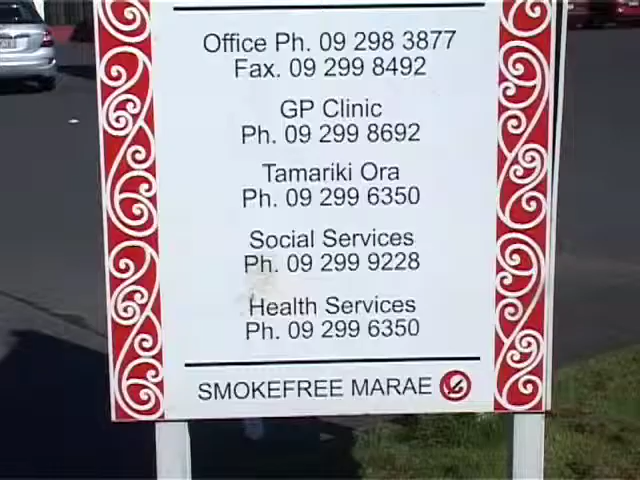 Office Ph. 09 298 3877
Fax. 09 299 8492
GP Clinic
Ph. 09 299 8692
Tamariki Ora
Ph. 09 299 6350
Social Services
Ph. 09 299 9228
Health Services
Ph. 09 299 6350
SMOKEFREE MARAE